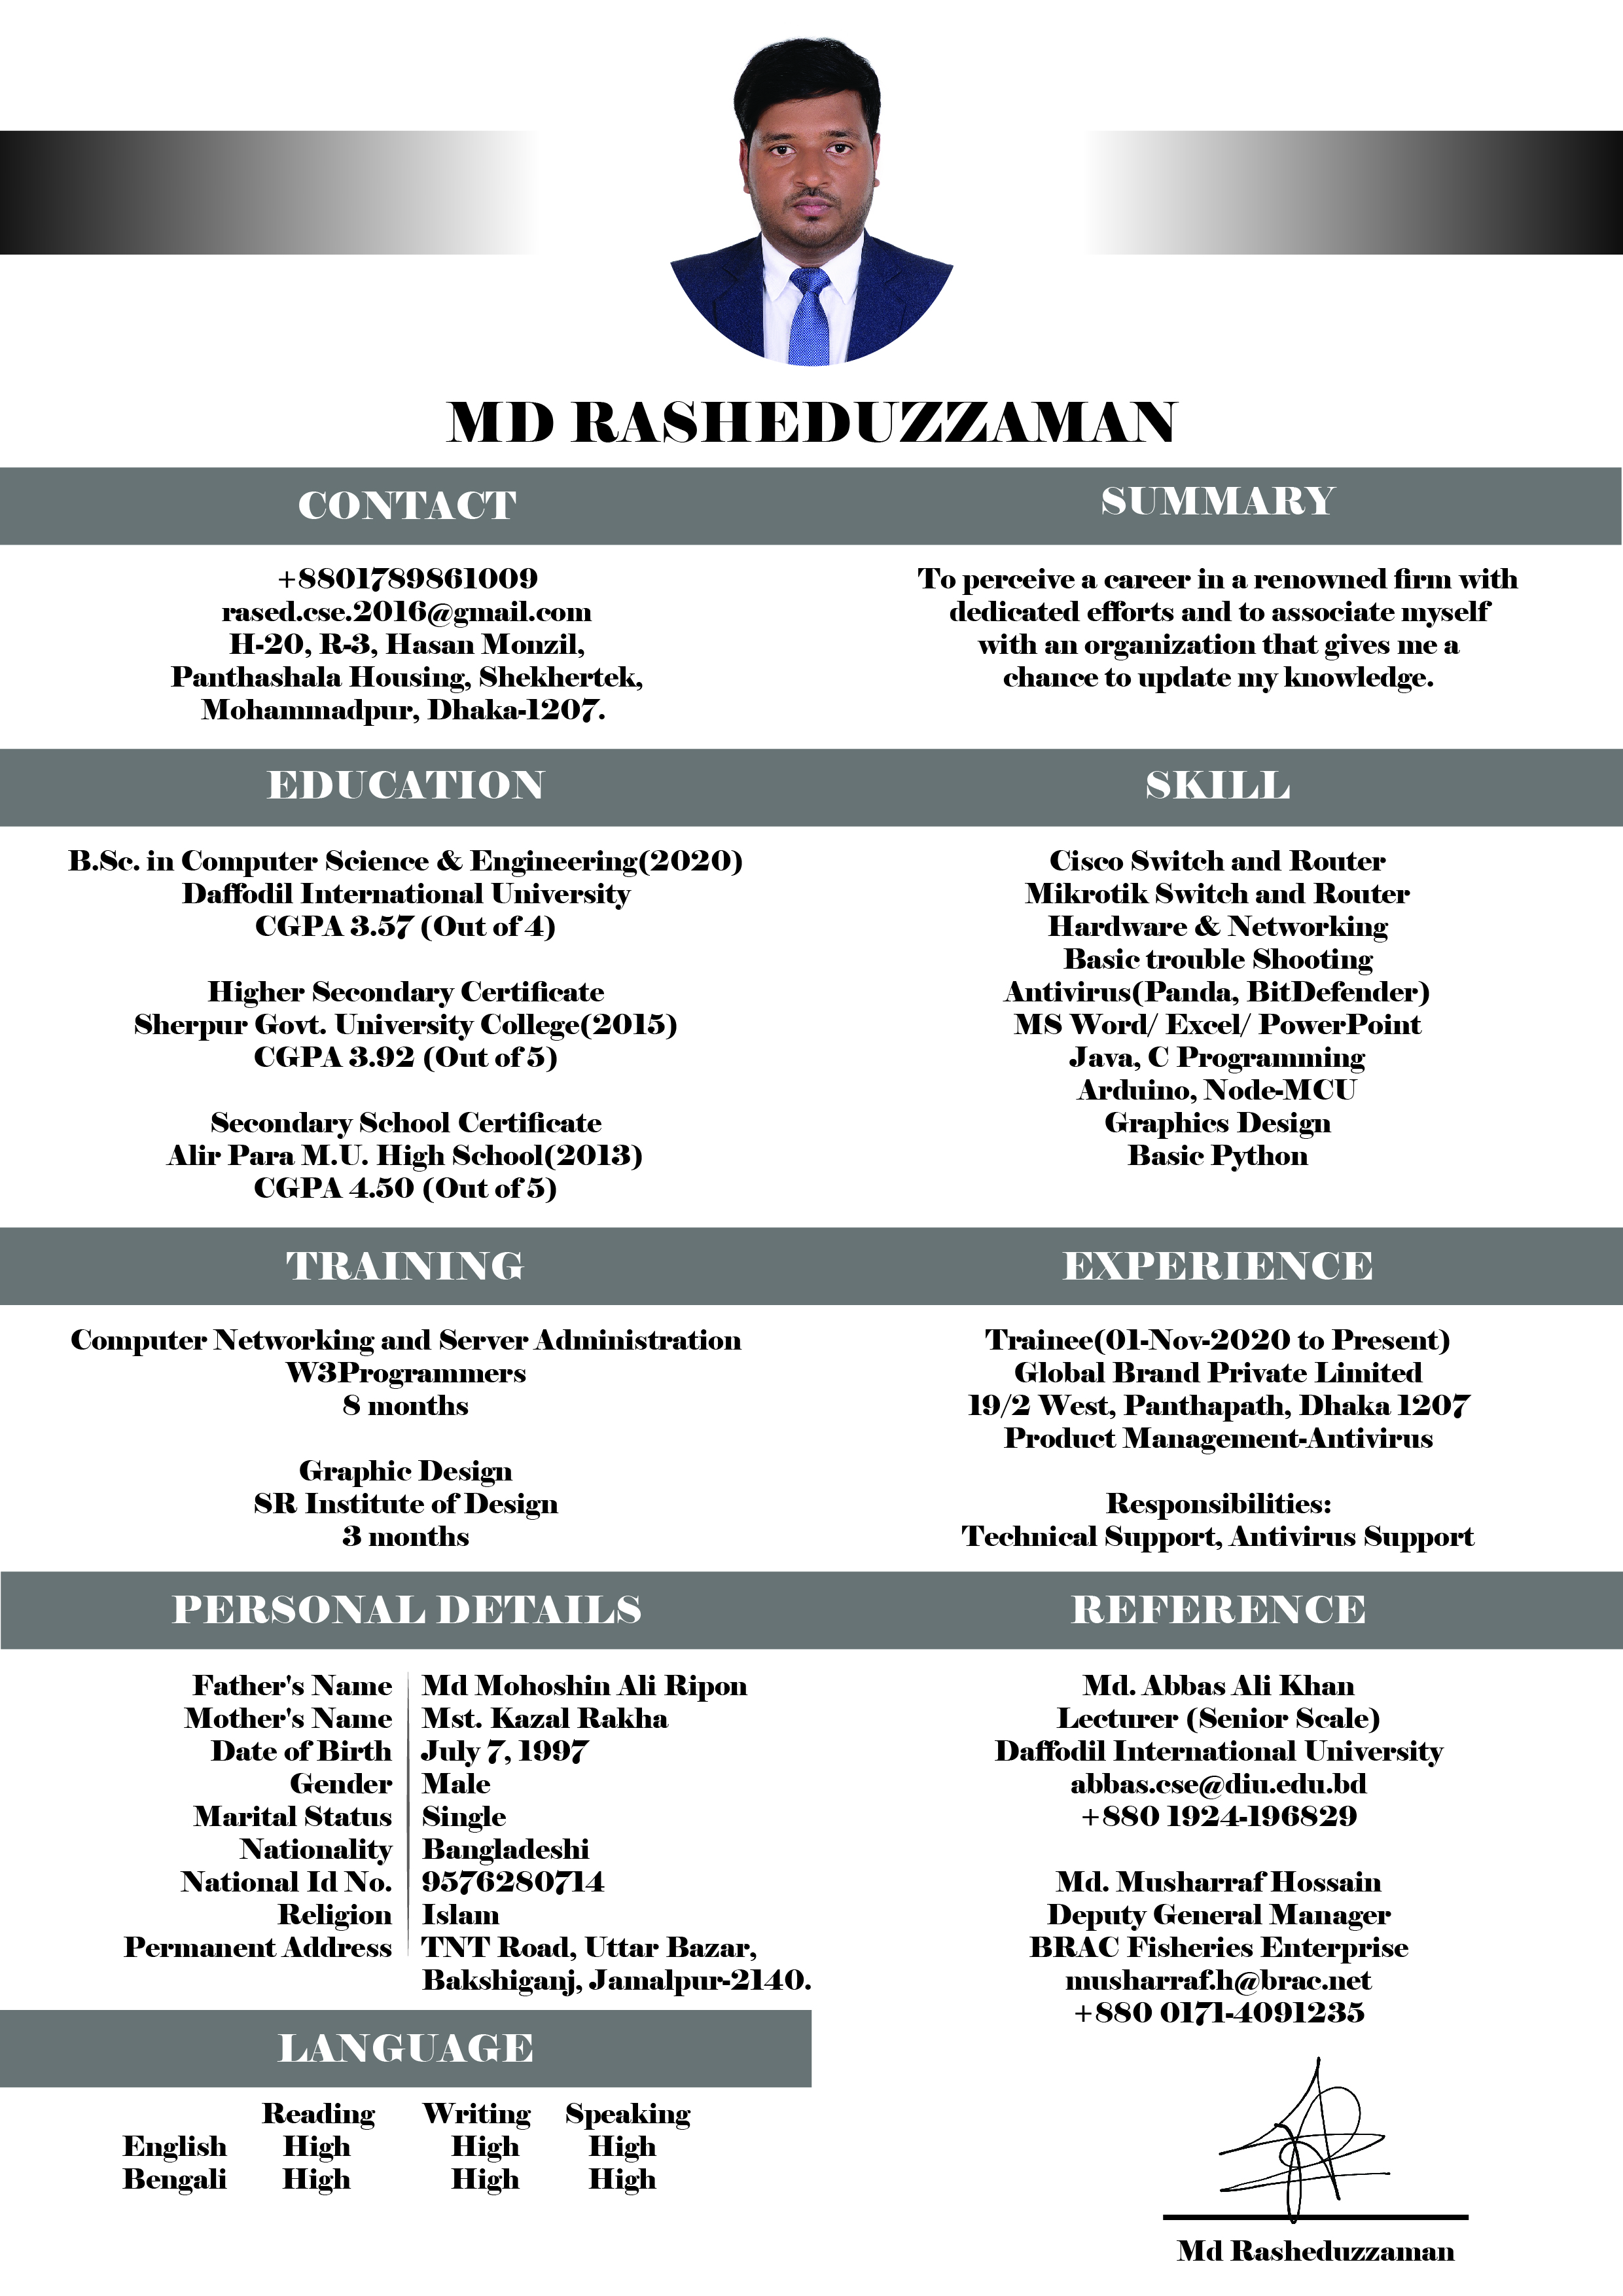 MD RASHEDUZZAMAN
CONTACT
+8801789861009
rased.cse.2016@gmail.com
H-20, R-3, Hasan Monzil,
Panthashala Housing, Shekhertek,
Mohammadpur, Dhaka-1207.
SUMMARY
To perceive a career in a renowned firm with
dedicated efforts and to associate myself
with an organization that gives me a
chance to update my knowledge.
EDUCATION
B.Sc. in Computer Science & Engineering(2020)
Daffodil International University
CGPA 3.57 (Out of 4)
Higher Secondary Certificate
Sherpur Govt. University College(2015)
CGPA 3.92 (Out of 5)
Secondary School Certificate
Alir Para M.U. High School(2013)
CGPA 4.50 (Out of 5)
SKILL
Cisco Switch and Router
Mikrotik Switch and Router
Hardware & Networking
Basic trouble Shooting
Antivirus(Panda, BitDefender)
MS Word/ Excel/ PowerPoint
Java, C Programming
Arduino, Node-MCU
Graphics Design
Basic Python
TRAINING
Computer Networking and Server Administration
W3Programmers
8 months
Graphic Design
SR Institute of Design
3 months
EXPERIENCE
Trainee(01-Nov-2020 to Present)
Global Brand Private Limited
19/2 West, Panthapath, Dhaka 1207
Product Management-Antivirus
Responsibilities:
Technical Support, Antivirus Support
PERSONAL DETAILS
Father's Name Md Mohoshin Ali Ripon
Mother's Name Mst. Kazal Rakha
Date of Birth July 7, 1997
Gender Male
Marital Status Single
Nationality Bangladeshi
National Id No. 9576280714
Religion Islam
Permanent Address TNT Road, Uttar Bazar,
Bakshiganj, Jamalpur-2140.
REFERENCE
Md. Abbas Ali Khan
Lecturer (Senior Scale)
Daffodil International University
abbas.cse@diu.edu.bd
+880 1924-196829
Md. Musharraf Hossain
Deputy General Manager
BRAC Fisheries Enterprise
musharraf.h@brac.net
+880 0171-4091235
LANGUAGE
Reading Writing Speaking
English High High High
Bengali High High High
Md Rasheduzzaman